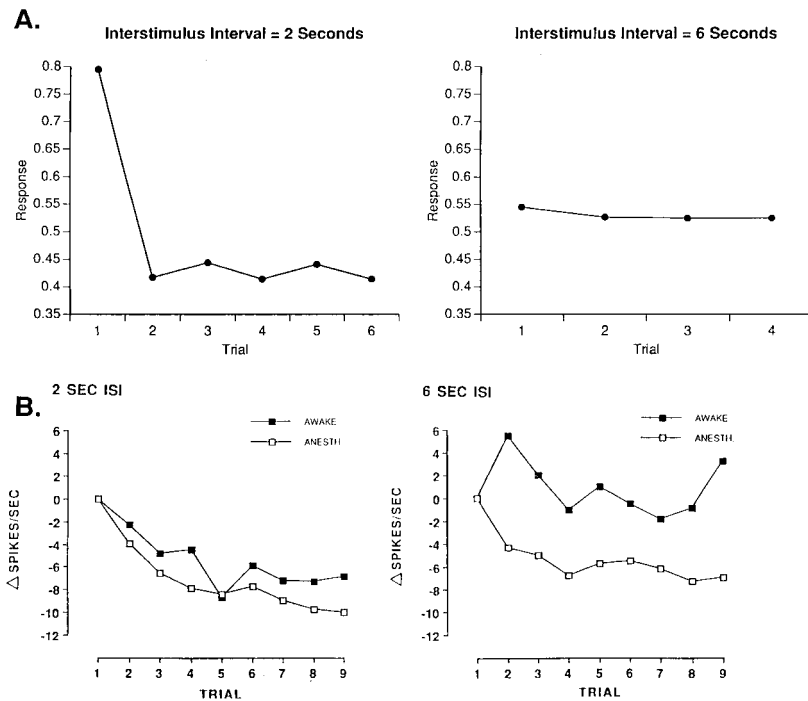 A.
Interstimulus Interval = 2 Seconds
0.8
0.75
0.7
0.65
0.6
0.55
0.5
0.45
0.4
0.35
Response
1 2 3 4 5 6
Trial
Interstimulus Interval = 6 Seconds
0.8
0.75
0.7
0.65
0.6
0.55
0.5
0.45
0.4
0.35
Response
1 2 3 4
Trial
B.
2 SEC ISI
AWAKE
ANESTH.
6
4
2
0
-2
-4
-6
-8
-10
-12
△ SPIKES/SEC
1 2 3 4 5 6 7 8 9
TRIAL
6 SEC ISI
AWAKE
ANESTH.
6
4
2
0
-2
-4
-6
-8
-10
-12
△ SPIKES/SEC
1 2 3 4 5 6 7 8 9
TRIAL